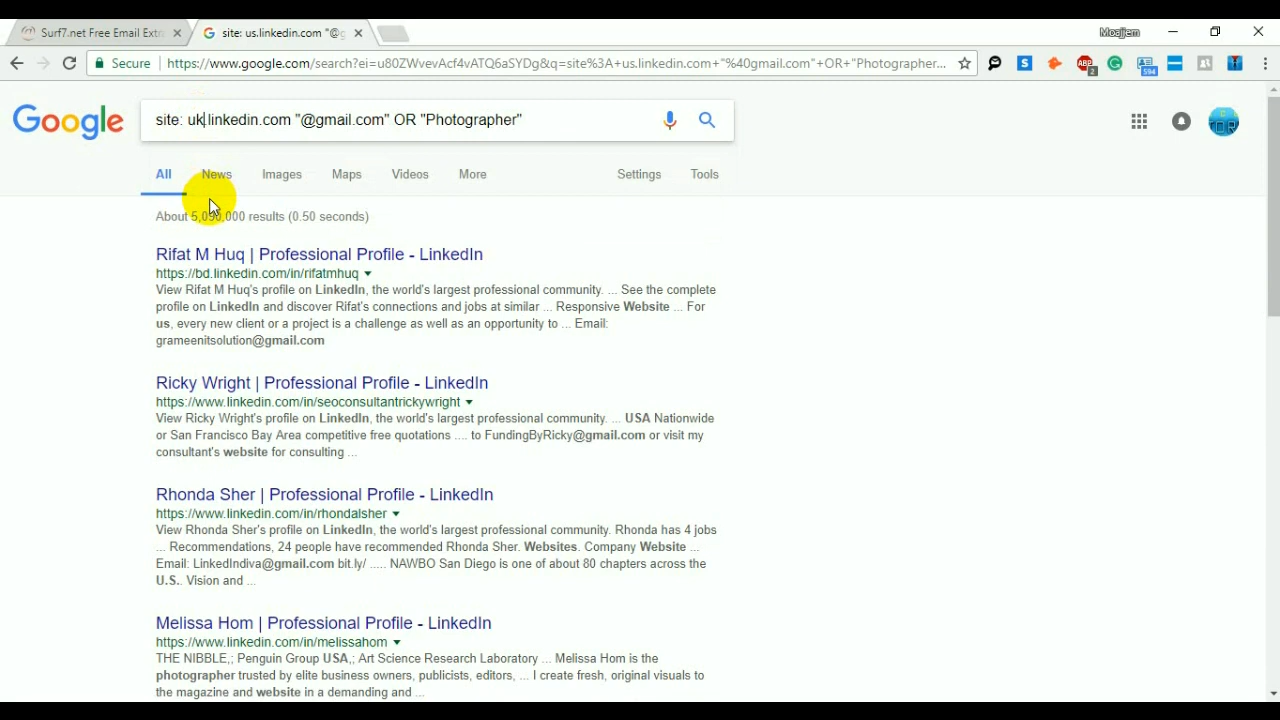 Surf7.net Free Email Extra
site: us.linkedin.com "@g
Moajjem
Secure
https://www.google.com/search?ei=ub0ZWvevAcf4vATQ6aSYDg&q=site%3A+us.linkedin.com+"%40gmail.com"+OR+"Photographer...
2
594
Google
site: uk.linkedin.com "@gmail.com" OR "Photographer"
All
News
Images
Maps
Videos
More
Settings
Tools
About 5,090,000 results (0.50 seconds)
Rifat M Huq | Professional Profile - LinkedIn
https://bd.linkedin.com/in/rifatmhuq
View Rifat M Huq's profile on LinkedIn, the world's largest professional community. ... See the complete
profile on LinkedIn and discover Rifat's connections and jobs at similar ... Responsive Website ... For
us, every new client or a project is a challenge as well as an opportunity to ... Email:
grameenitsolution@gmail.com
Ricky Wright | Professional Profile - LinkedIn
https://www.linkedin.com/in/seoconsultantrickywright
View Ricky Wright's profile on LinkedIn, the world's largest professional community. ... USA Nationwide
or San Francisco Bay Area competitive free quotations .... to FundingByRicky@gmail.com or visit my
consultant's website for consulting ...
Rhonda Sher | Professional Profile - LinkedIn
https://www.linkedin.com/in/rhondalsher
View Rhonda Sher's profile on LinkedIn, the world's largest professional community. Rhonda has 4 jobs
... Recommendations, 24 people have recommended Rhonda Sher. Websites. Company Website ...
Email: LinkedIndiva@gmail.com bit.ly/ ..... NAWBO San Diego is one of about 80 chapters across the
U.S.. Vision and ...
Melissa Hom | Professional Profile - LinkedIn
https://www.linkedin.com/in/melissahom
THE NIBBLE,; Penguin Group USA,; Art Science Research Laboratory ... Melissa Hom is the
photographer trusted by elite business owners, publicists, editors, ... I create fresh, original visuals to
the magazine and website in a demanding and ...